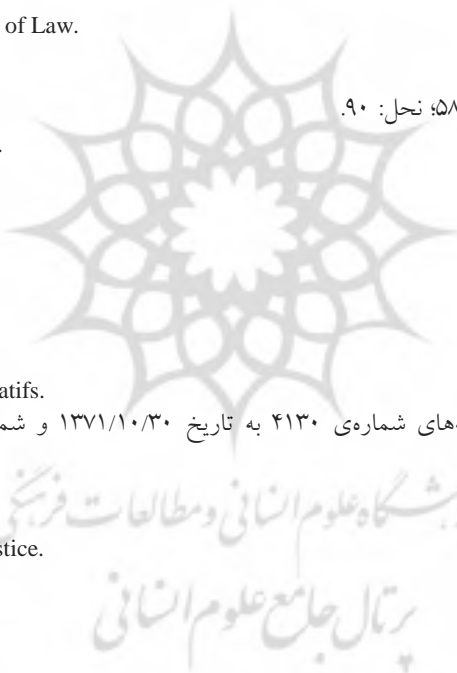 of Law.
۵۸؛ نحل: ۹۰.
atifs.
های شماره‌ی ۴۱۳۰ به تاریخ ۱۳۷۱/۱۰/۳۰ و شم
گاه علوم انسانی و مطالعات فرهنگی
stice.
پرتال جامع علوم انسانی